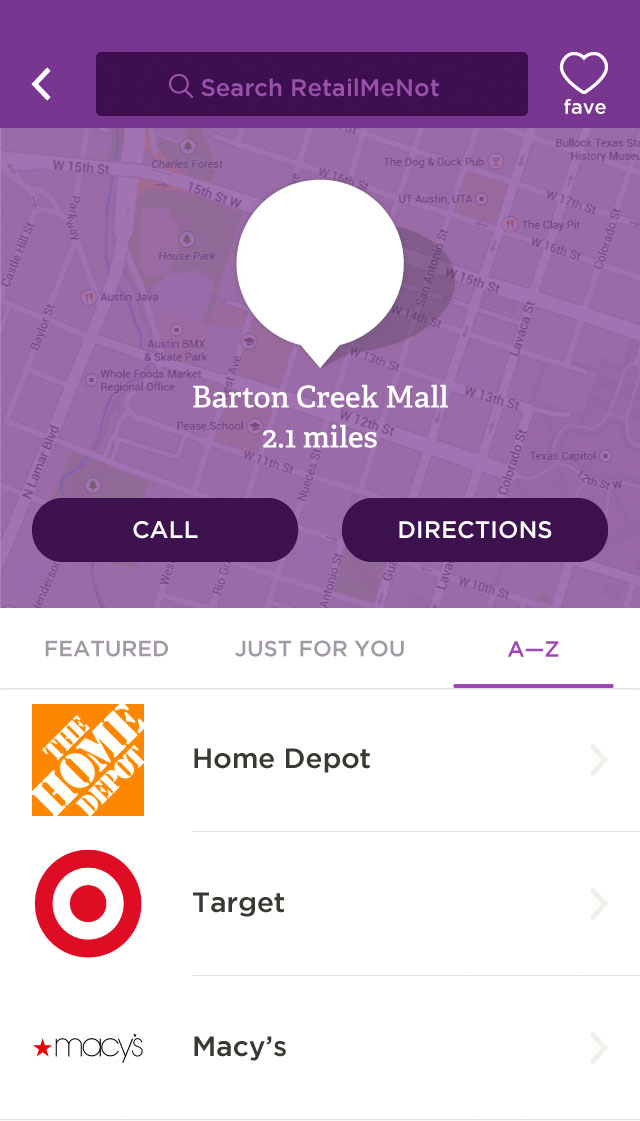 Search RetailMeNot
fave
W 15th St
Charles Forest
15th St W
W 16th St
The Dog & Duck Pub
Bullock Texas Sta
History Museu
Parkway
UT Austin, UTA
W 17th St
Castle Hill St
The Clay Pit
W 16th St
Colorado St
House Park
San Antonio St
W 15th St
Austin Java
W 14th St
Baylor St
Lavaca St
Austin BMX
& Skate Park
W 13th St
Whole Foods Market
Regional Office
W 13th St
Barton Creek Mall
2.1 miles
W 12th St
Pease School
Texas Capitol
N Lamar Blvd
Nueces St
Colorado St
12th St W
CALL
DIRECTIONS
W 10th St
FEATURED
JUST FOR YOU
A—Z
THE
HOME
DEPOT
Home Depot
Target
macy's
Macy’s